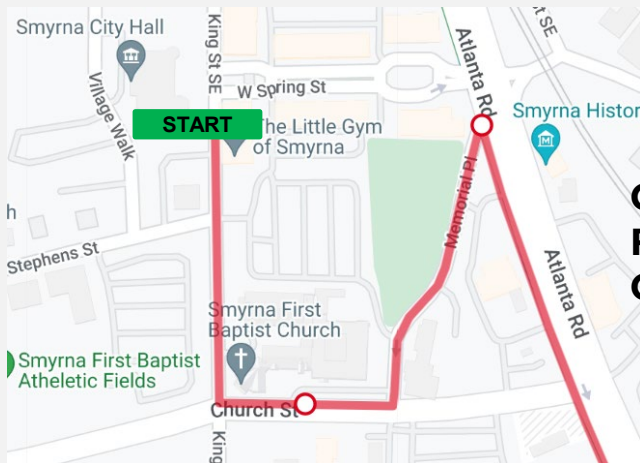 Smyrna City Hall
King St SE
Atlanta Rd
St SE
W Spring St
Village Walk
START
The Little Gym
of Smyrna
Smyrna Histor
Memorial Pl
h
Stephens St
Atlanta Rd
Smyrna First
Baptist Church
Smyrna First Baptist
Atheletic Fields
Church St
King